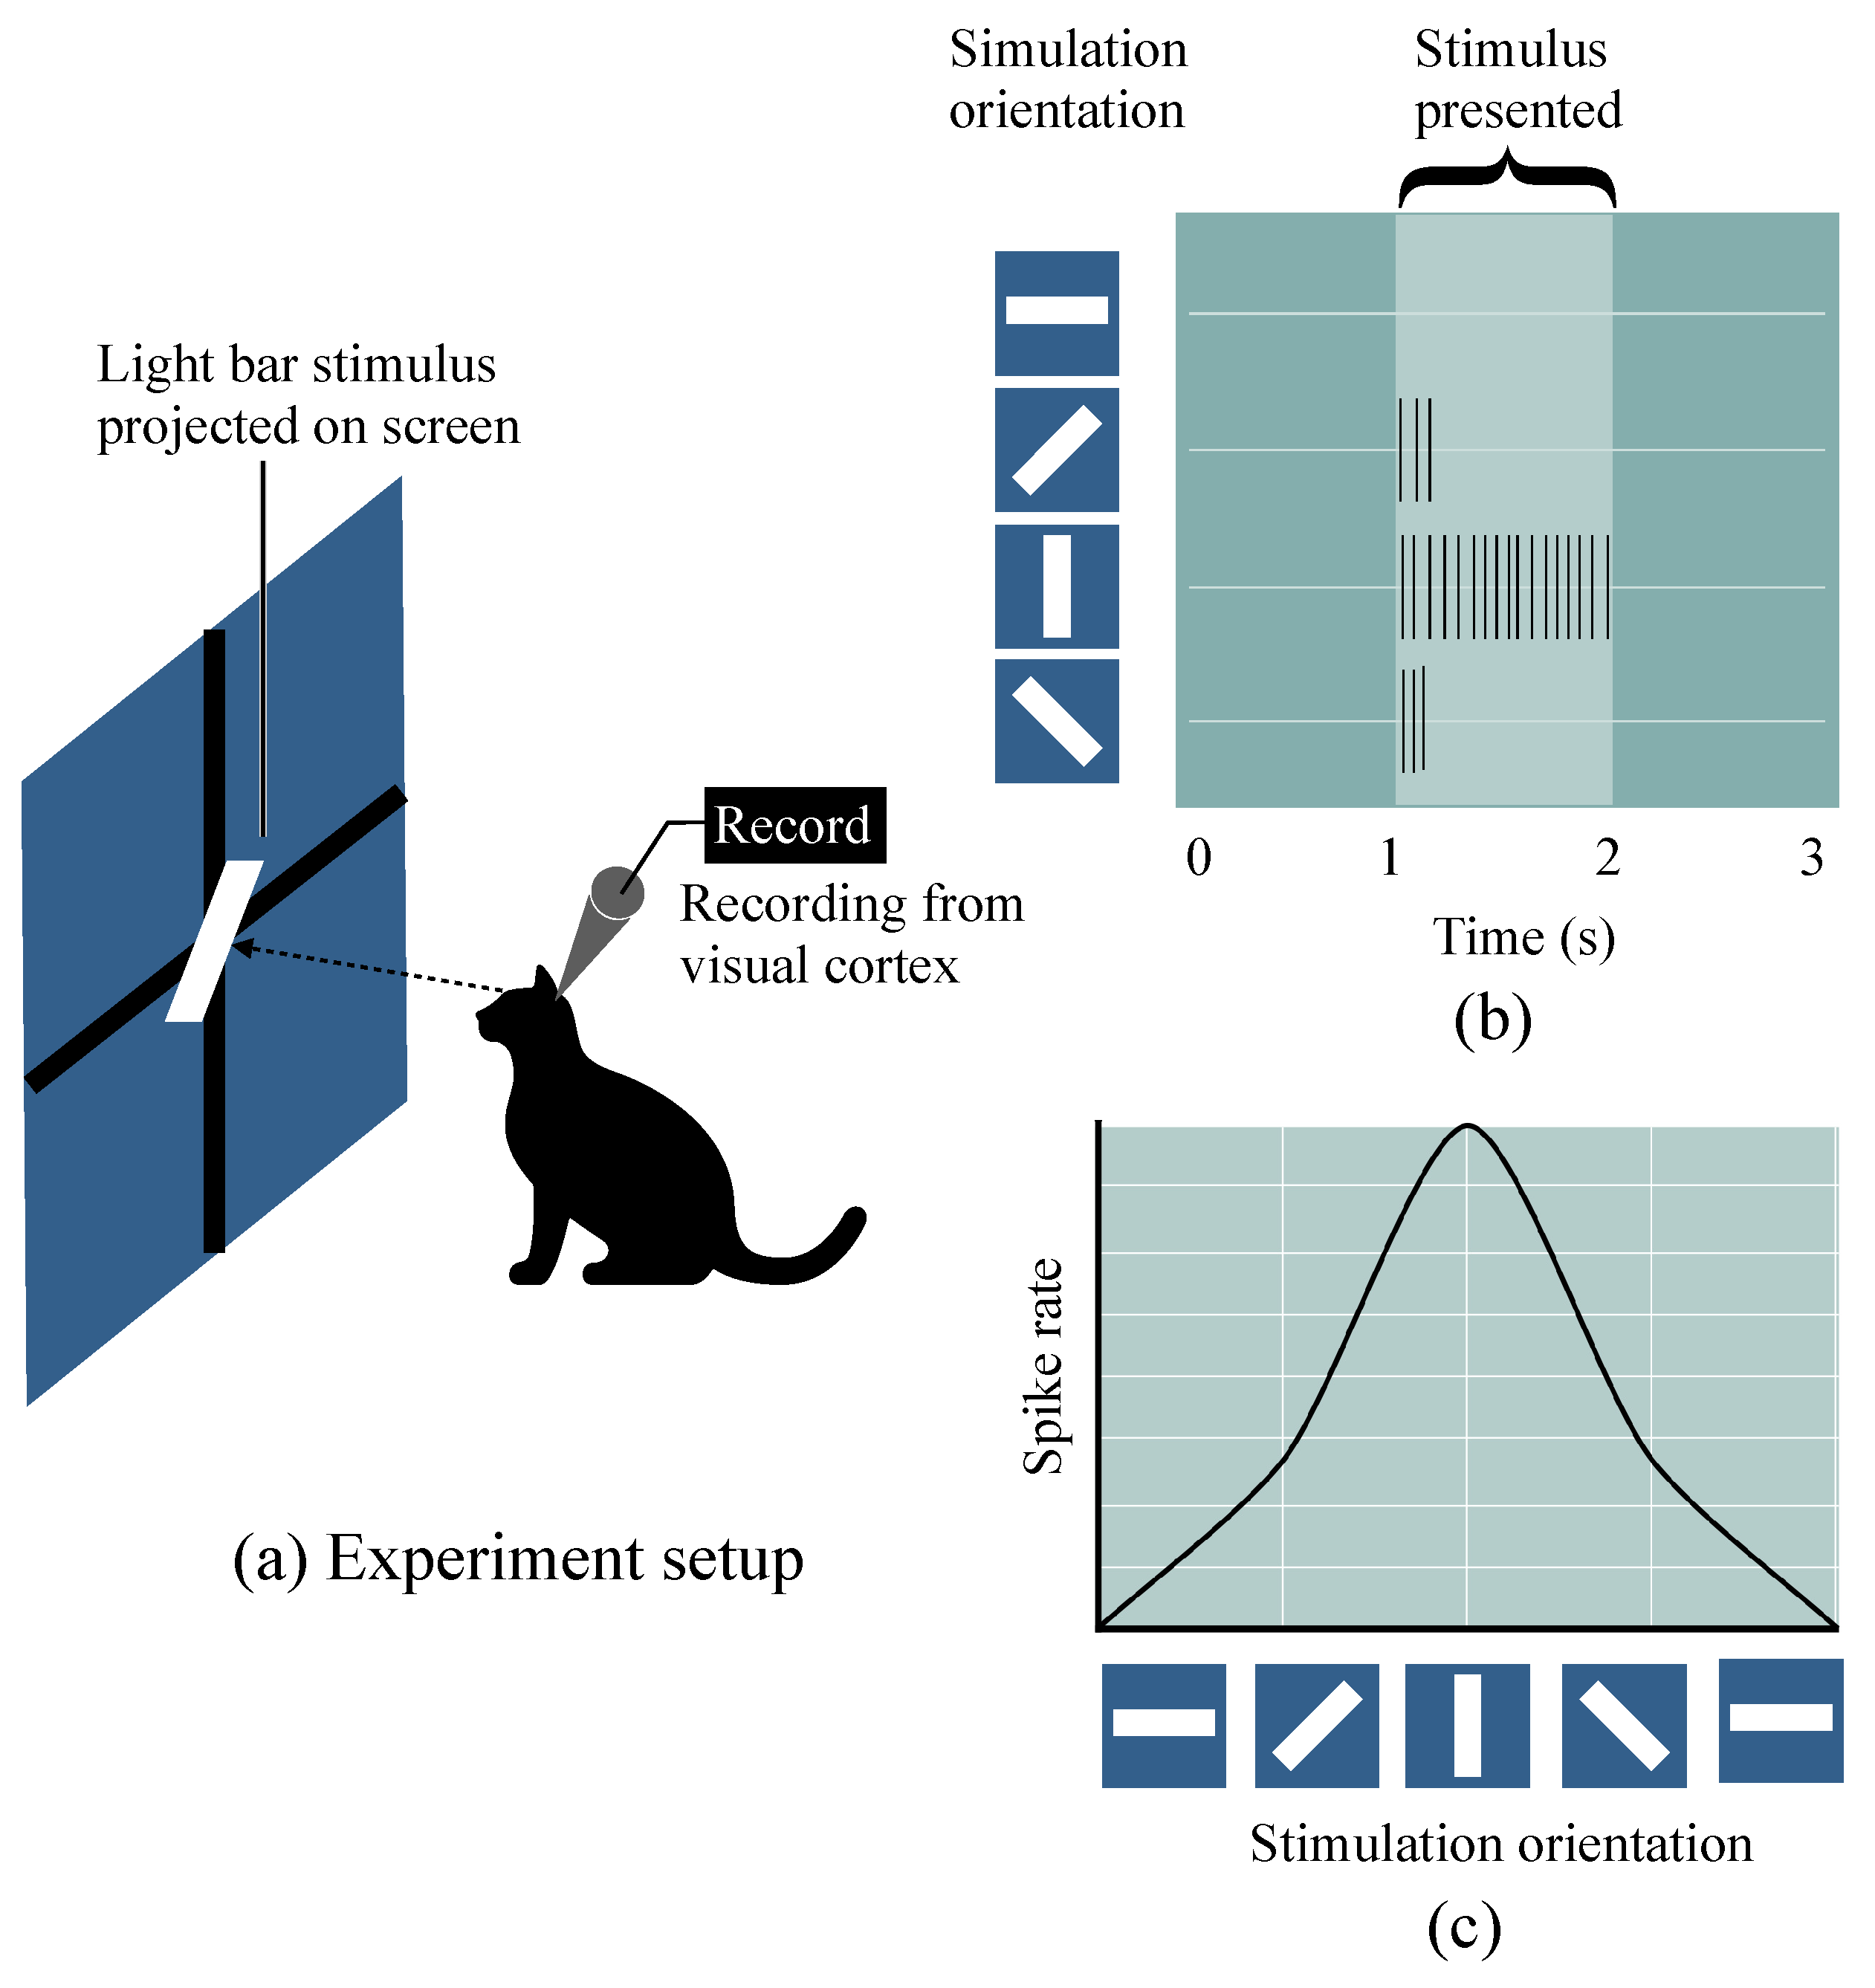 Simulation
orientation
Stimulus
presented
Light bar stimulus
projected on screen
Record
Recording from
visual cortex
0 1 2 3
Time (s)
(b)
Spike rate
(a) Experiment setup
Stimulation orientation
(c)